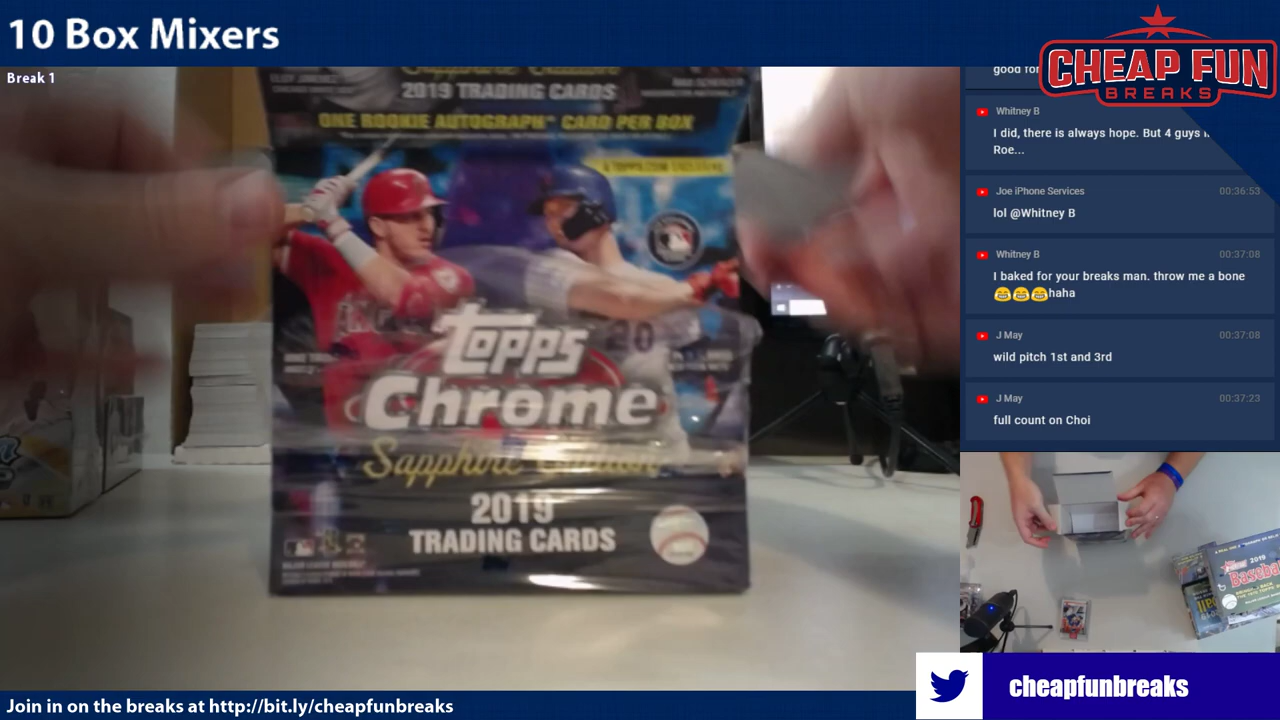 10 Box Mixers
Break 1
CHEAP FUN
BREAKS
2019 TRADING CARDS
ONE ROOKIE AUTOGRAPH CARD PER BOX
Topps
Chrome
Sapphire Edition
2019
TRADING CARDS
good for
Whitney B
I did, there is always hope. But 4 guys
Roe...
Joe iPhone Services
00:36:53
lol @Whitney B
Whitney B
00:37:08
I baked for your breaks man. throw me a bone
😂😂😂haha
J May
00:37:08
wild pitch 1st and 3rd
J May
00:37:23
full count on Choi
2019
Baseba
cheapfunbreaks
Join in on the breaks at http://bit.ly/cheapfunbreaks